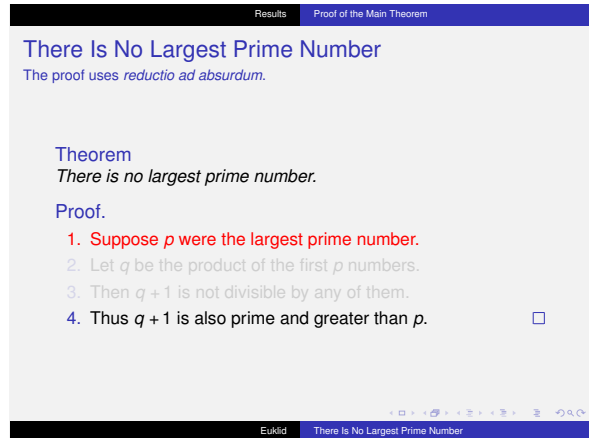 Results Proof of the Main Theorem
There Is No Largest Prime Number
The proof uses reductio ad absurdum.
Theorem
There is no largest prime number.
Proof.
1. Suppose p were the largest prime number.
2. Let q be the product of the first p numbers.
3. Then q + 1 is not divisible by any of them.
4. Thus q + 1 is also prime and greater than p.
Euklid There Is No Largest Prime Number